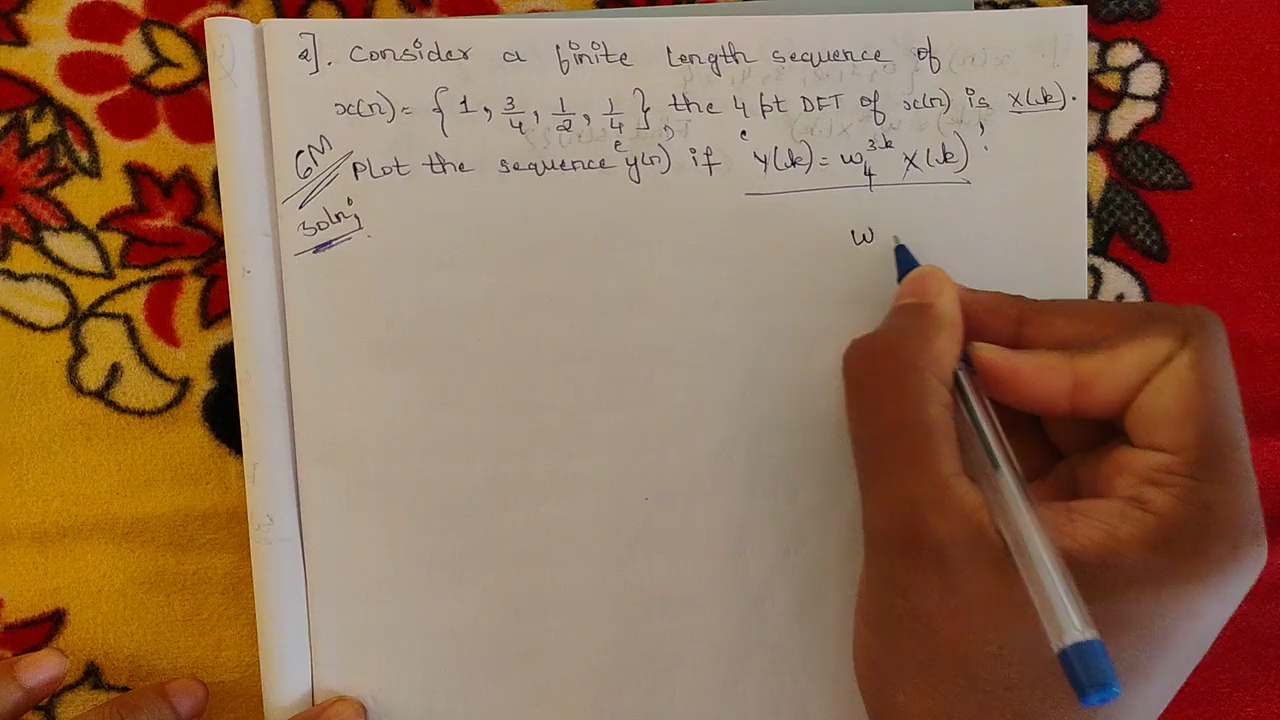 2]. Consider a finite length sequence of
x(n) = { 1, 3/4, 1/2, 1/4 }, the 4 pt DFT of x(n) is X(k).
6M
Plot the sequence y(n) if Y(k) = w_4^{3k} X(k).
Soln;
w